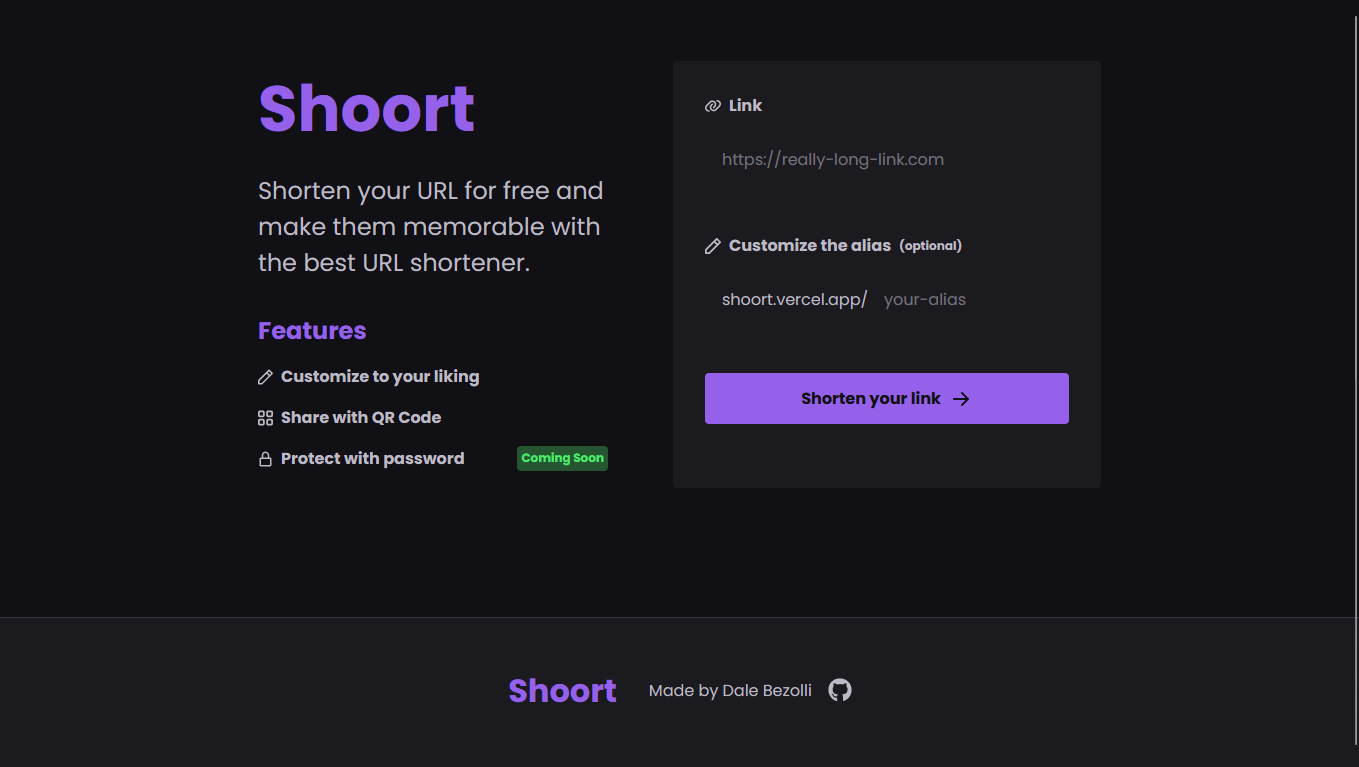 Shoort
Shorten your URL for free and
make them memorable with
the best URL shortener.
Features
Customize to your liking
Share with QR Code
Protect with password
Coming Soon
Link
https://really-long-link.com
Customize the alias (optional)
shoort.vercel.app/ your-alias
Shorten your link
Shoort
Made by Dale Bezolli